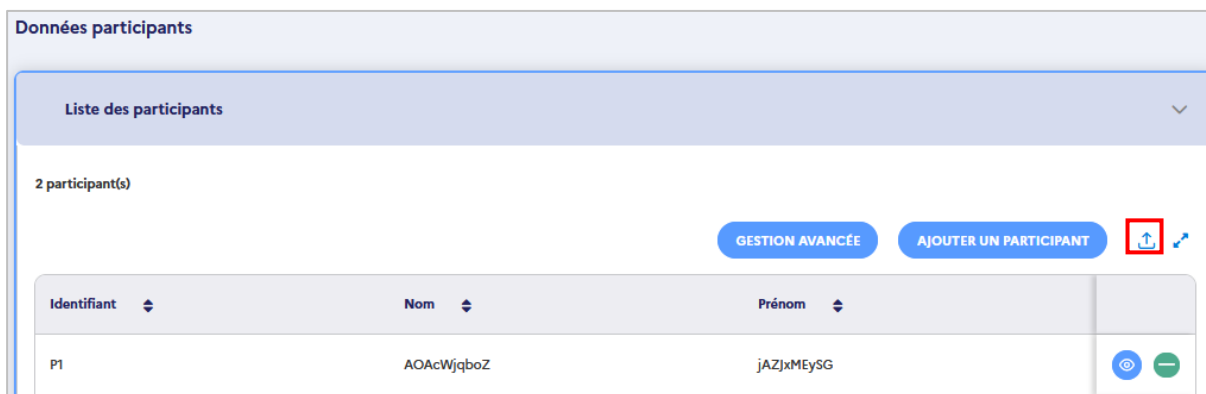 Données participants
Liste des participants
2 participant(s)
GESTION AVANCÉE AJOUTER UN PARTICIPANT
Identifiant Nom Prénom
P1 AOAcWjqboZ jAZJxMEySG